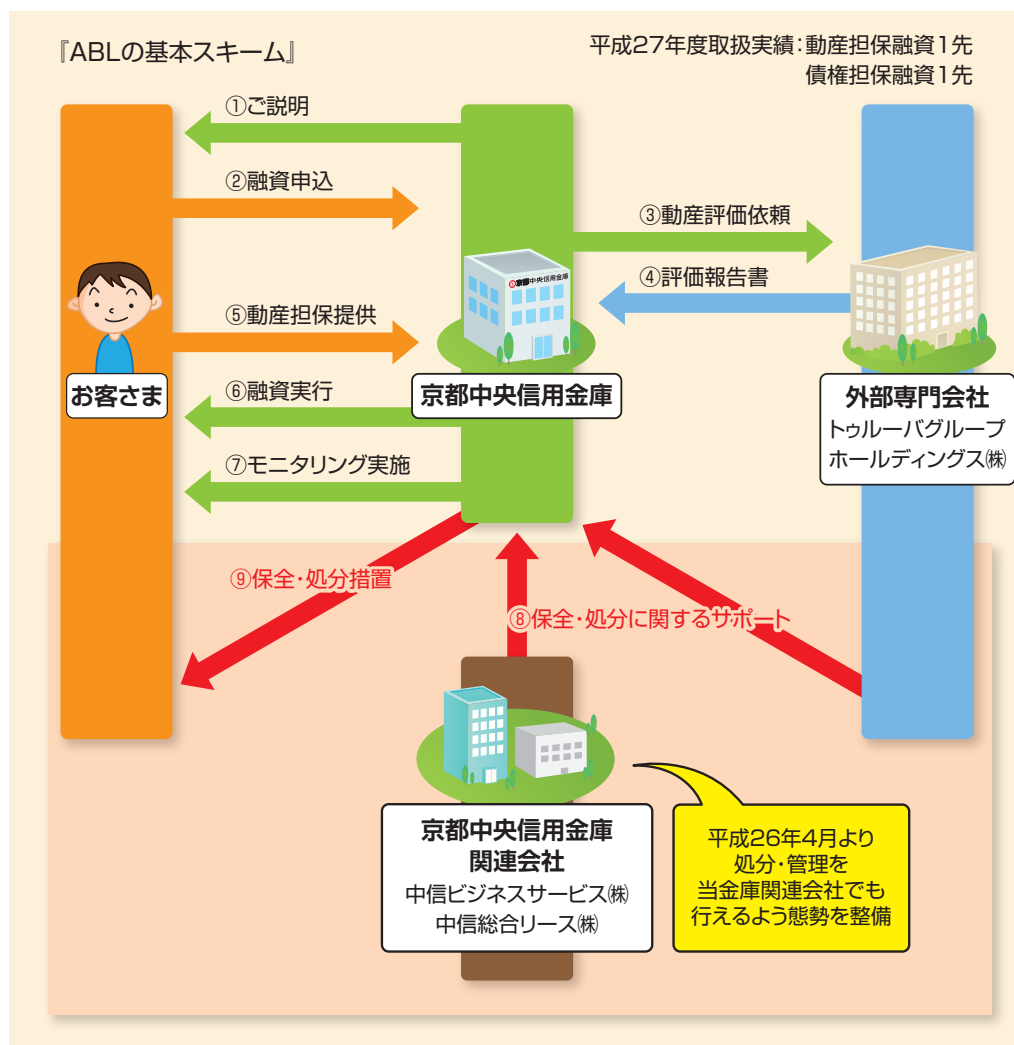 『ABLの基本スキーム』
平成27年度取扱実績：動産担保融資1先
債権担保融資1先
①ご説明
②融資申込
③動産評価依頼
④評価報告書
京都中央信用金庫
⑤動産担保提供
お客さま
⑥融資実行
京都中央信用金庫
外部専門会社
トゥルーバグループ
ホールディングス㈱
⑦モニタリング実施
⑨保全・処分措置
⑧保全・処分に関するサポート
京都中央信用金庫
関連会社
中信ビジネスサービス㈱
中信総合リース㈱
平成26年4月より
処分・管理を
当金庫関連会社でも
行えるよう態勢を整備